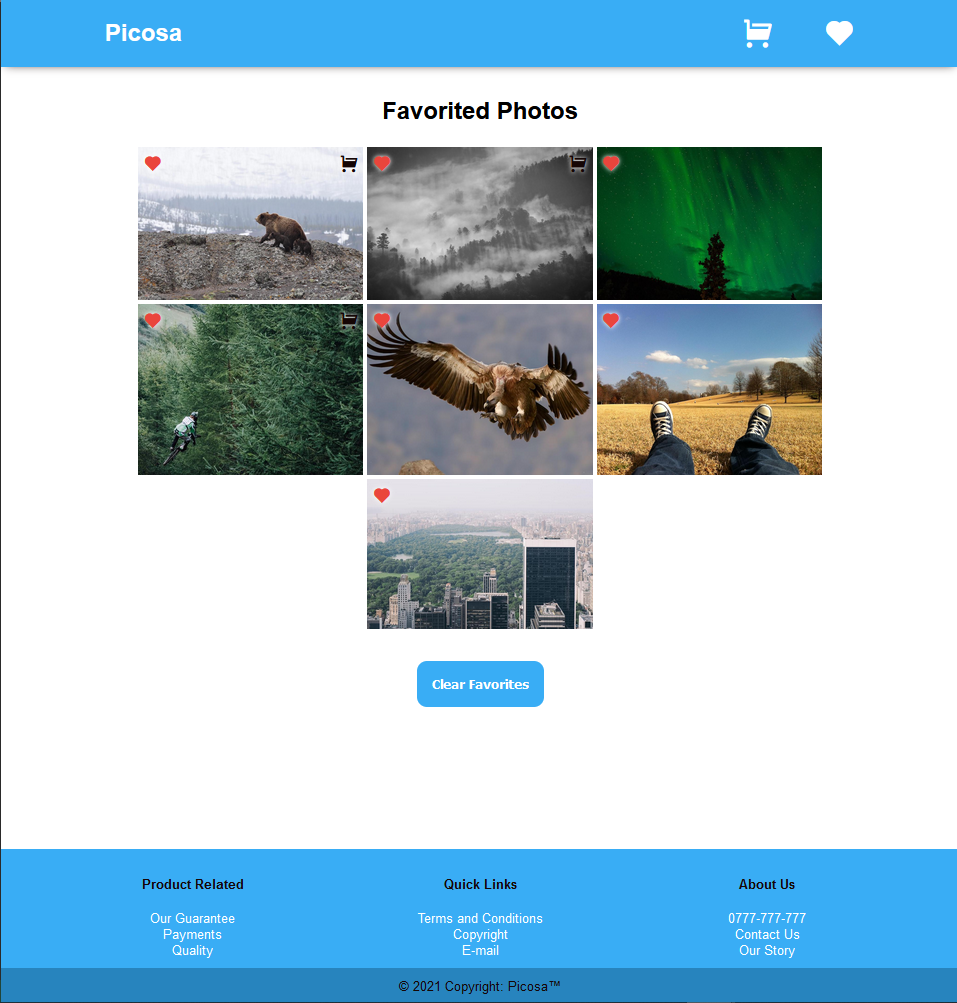 Picosa
Favorited Photos
Clear Favorites
Product Related
Our Guarantee
Payments
Quality
Quick Links
Terms and Conditions
Copyright
E-mail
About Us
0777-777-777
Contact Us
Our Story
© 2021 Copyright: Picosa™